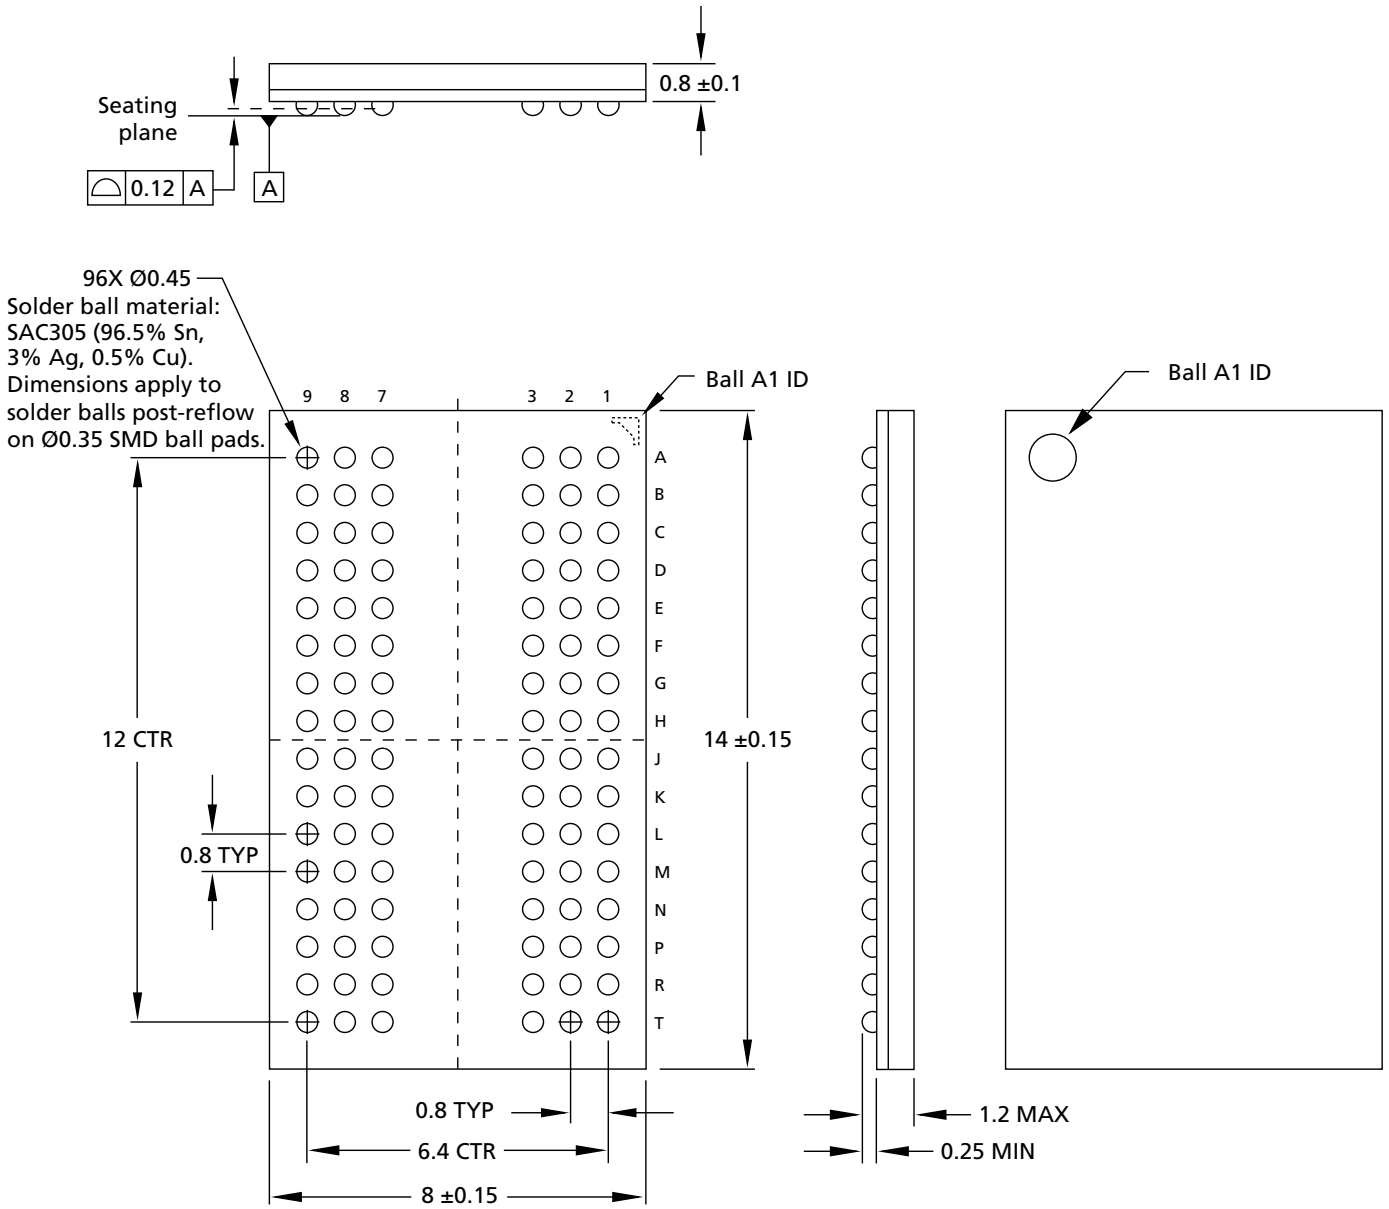 0.8 ±0.1
Seating
plane
0.12 A
A
96X Ø0.45
Solder ball material:
SAC305 (96.5% Sn,
3% Ag, 0.5% Cu).
Dimensions apply to
solder balls post-reflow
on Ø0.35 SMD ball pads.
Ball A1 ID
Ball A1 ID
9 8 7 3 2 1
A
B
C
D
E
F
G
H
12 CTR
14 ±0.15
J
K
L
0.8 TYP
M
N
P
R
T
0.8 TYP
1.2 MAX
6.4 CTR
0.25 MIN
8 ±0.15